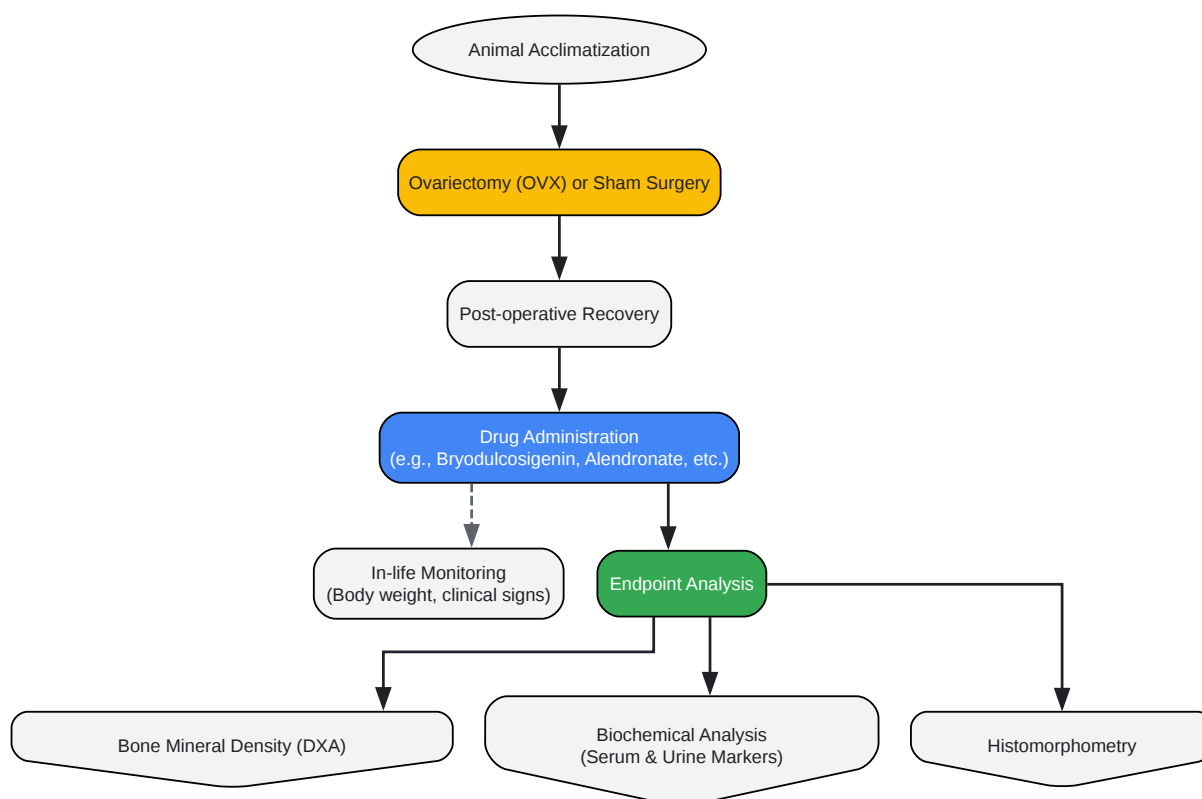 Animal Acclimatization
Ovariectomy (OVX) or Sham Surgery
Post-operative Recovery
Drug Administration
(e.g., Bryodulcosigenin, Alendronate, etc.)
In-life Monitoring
(Body weight, clinical signs)
Endpoint Analysis
Bone Mineral Density (DXA)
Biochemical Analysis
(Serum & Urine Markers)
Histomorphometry